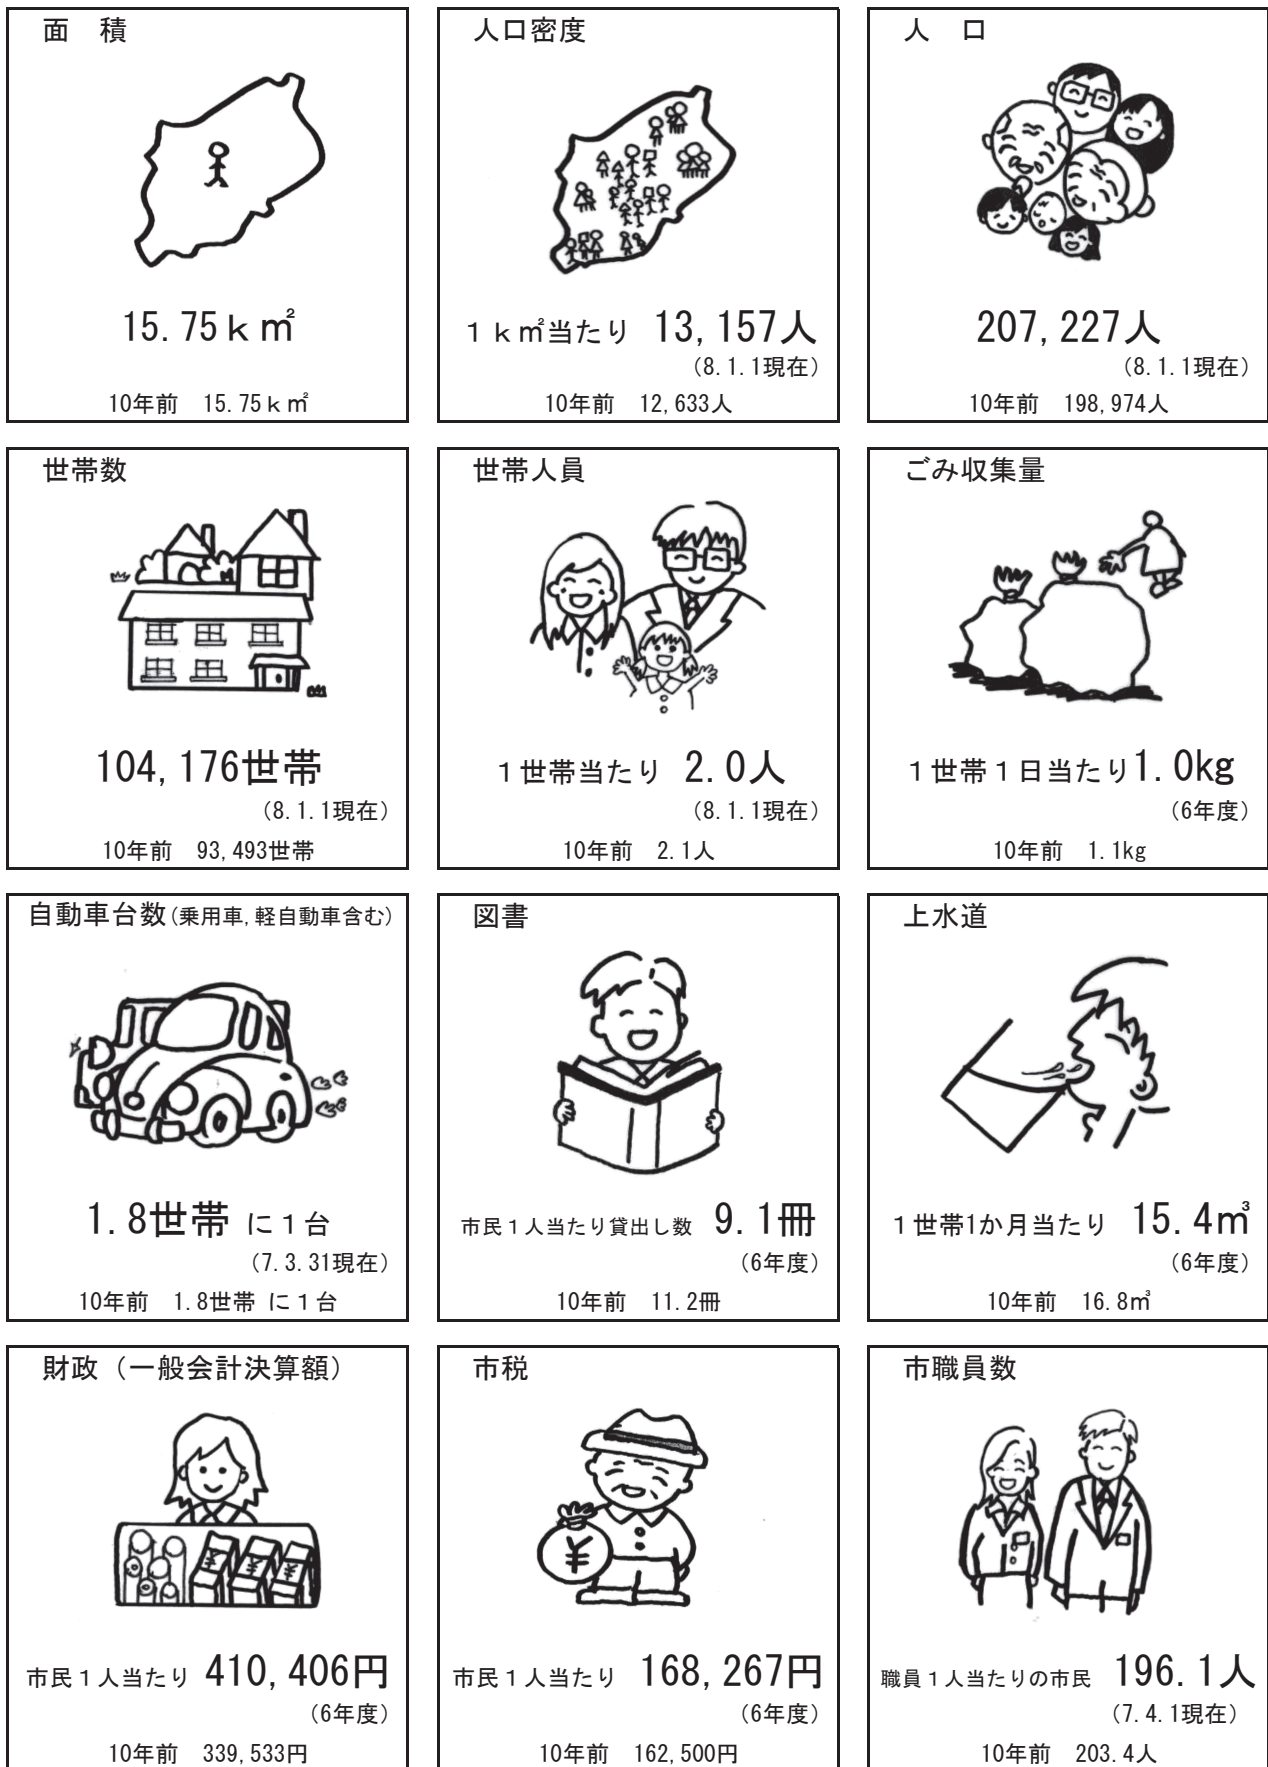 面　積
15.75ｋ㎡
10年前　15.75ｋ㎡
人口密度
１ｋ㎡当たり　13,157人
（8.1.1現在）
10年前　12,633人
人　口
207,227人
（8.1.1現在）
10年前　198,974人
世帯数
104,176世帯
（8.1.1現在）
10年前　93,493世帯
世帯人員
１世帯当たり　2.0人
（8.1.1現在）
10年前　2.1人
ごみ収集量
１世帯１日当たり1.0kg
（6年度）
10年前　1.1kg
自動車台数(乗用車,軽自動車含む)
1.8世帯 に１台
（7.3.31現在）
10年前　1.8世帯 に１台
図書
市民１人当たり貸出し数　9.1冊
（6年度）
10年前　11.2冊
上水道
１世帯1か月当たり　15.4㎥
（6年度）
10年前　16.8㎥
財政（一般会計決算額）
¥ ¥ ¥
市民１人当たり　410,406円
（6年度）
10年前　339,533円
市税
¥
市民１人当たり　168,267円
（6年度）
10年前　162,500円
市職員数
職員１人当たりの市民　196.1人
（7.4.1現在）
10年前　203.4人